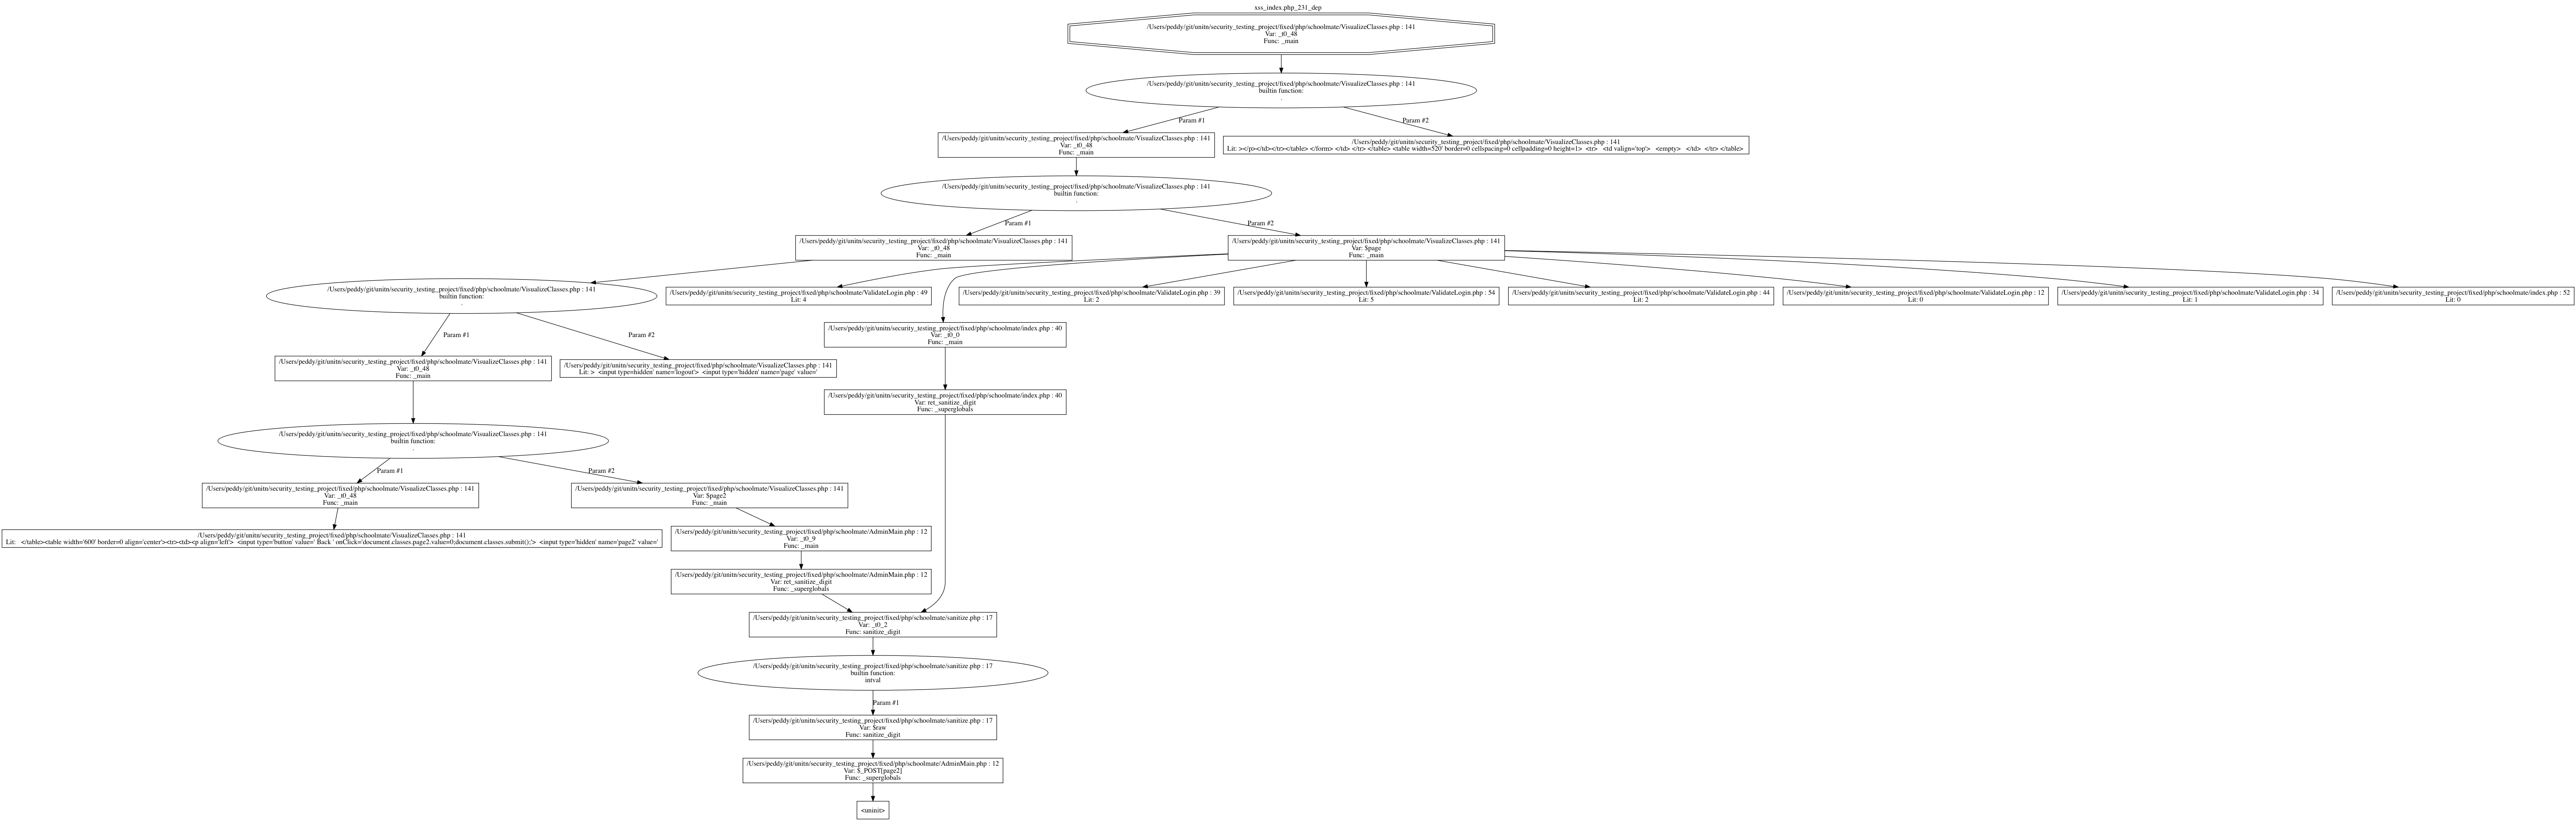 xss_index.php_231_dep
/Users/peddy/git/unitn/security_testing_project/fixed/php/schoolmate/VisualizeClasses.php : 141
Var: _t0_48
Func: _main
/Users/peddy/git/unitn/security_testing_project/fixed/php/schoolmate/VisualizeClasses.php : 141
builtin function:
.
Param #1
Param #2
/Users/peddy/git/unitn/security_testing_project/fixed/php/schoolmate/VisualizeClasses.php : 141
Var: _t0_48
Func: _main
/Users/peddy/git/unitn/security_testing_project/fixed/php/schoolmate/VisualizeClasses.php : 141
Lit: ></p></td></tr></table> </form> </td> </tr> </table> <table width=520' border=0 cellspacing=0 cellpadding=0 height=1>  <tr>   <td valign='top'>   <empty>   </td>  </tr> </table>
/Users/peddy/git/unitn/security_testing_project/fixed/php/schoolmate/VisualizeClasses.php : 141
builtin function:
.
Param #1
Param #2
/Users/peddy/git/unitn/security_testing_project/fixed/php/schoolmate/VisualizeClasses.php : 141
Var: _t0_48
Func: _main
/Users/peddy/git/unitn/security_testing_project/fixed/php/schoolmate/VisualizeClasses.php : 141
Var: $page
Func: _main
/Users/peddy/git/unitn/security_testing_project/fixed/php/schoolmate/VisualizeClasses.php : 141
builtin function:
.
/Users/peddy/git/unitn/security_testing_project/fixed/php/schoolmate/ValidateLogin.php : 49
Lit: 4
/Users/peddy/git/unitn/security_testing_project/fixed/php/schoolmate/ValidateLogin.php : 39
Lit: 2
/Users/peddy/git/unitn/security_testing_project/fixed/php/schoolmate/ValidateLogin.php : 54
Lit: 5
/Users/peddy/git/unitn/security_testing_project/fixed/php/schoolmate/ValidateLogin.php : 44
Lit: 2
/Users/peddy/git/unitn/security_testing_project/fixed/php/schoolmate/ValidateLogin.php : 12
Lit: 0
/Users/peddy/git/unitn/security_testing_project/fixed/php/schoolmate/ValidateLogin.php : 34
Lit: 1
/Users/peddy/git/unitn/security_testing_project/fixed/php/schoolmate/index.php : 52
Lit: 0
Param #1
Param #2
/Users/peddy/git/unitn/security_testing_project/fixed/php/schoolmate/index.php : 40
Var: _t0_0
Func: _main
/Users/peddy/git/unitn/security_testing_project/fixed/php/schoolmate/VisualizeClasses.php : 141
Var: _t0_48
Func: _main
/Users/peddy/git/unitn/security_testing_project/fixed/php/schoolmate/VisualizeClasses.php : 141
Lit: >  <input type=hidden' name='logout'>  <input type='hidden' name='page' value='
/Users/peddy/git/unitn/security_testing_project/fixed/php/schoolmate/index.php : 40
Var: ret_sanitize_digit
Func: _superglobals
/Users/peddy/git/unitn/security_testing_project/fixed/php/schoolmate/VisualizeClasses.php : 141
builtin function:
.
Param #1
Param #2
/Users/peddy/git/unitn/security_testing_project/fixed/php/schoolmate/VisualizeClasses.php : 141
Var: _t0_48
Func: _main
/Users/peddy/git/unitn/security_testing_project/fixed/php/schoolmate/VisualizeClasses.php : 141
Var: $page2
Func: _main
/Users/peddy/git/unitn/security_testing_project/fixed/php/schoolmate/VisualizeClasses.php : 141
Lit:   </table><table width='600' border=0 align='center'><tr><td><p align='left'>  <input type='button' value=' Back ' onClick='document.classes.page2.value=0;document.classes.submit();'>  <input type='hidden' name='page2' value='
/Users/peddy/git/unitn/security_testing_project/fixed/php/schoolmate/AdminMain.php : 12
Var: _t0_9
Func: _main
/Users/peddy/git/unitn/security_testing_project/fixed/php/schoolmate/AdminMain.php : 12
Var: ret_sanitize_digit
Func: _superglobals
/Users/peddy/git/unitn/security_testing_project/fixed/php/schoolmate/sanitize.php : 17
Var: _t0_2
Func: sanitize_digit
/Users/peddy/git/unitn/security_testing_project/fixed/php/schoolmate/sanitize.php : 17
builtin function:
intval
Param #1
/Users/peddy/git/unitn/security_testing_project/fixed/php/schoolmate/sanitize.php : 17
Var: $raw
Func: sanitize_digit
/Users/peddy/git/unitn/security_testing_project/fixed/php/schoolmate/AdminMain.php : 12
Var: $_POST[page2]
Func: _superglobals
<uninit>